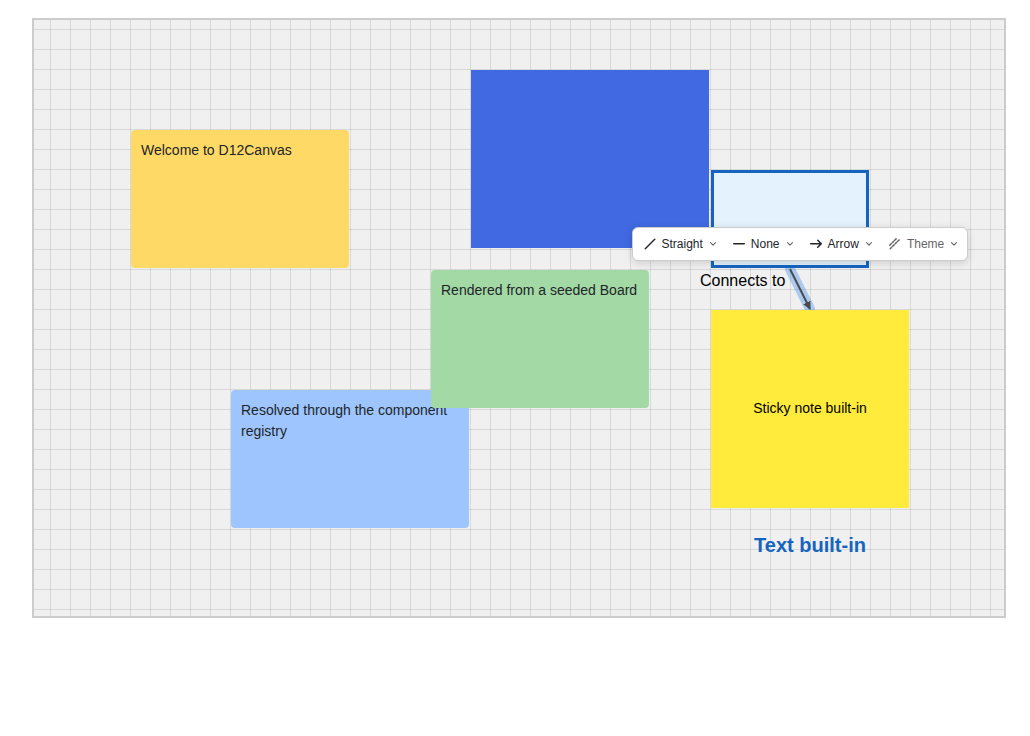 Welcome to D12Canvas
Straight
None
Arrow
Theme
Connects to
Rendered from a seeded Board
Resolved through the component
registry
Sticky note built-in
Text built-in